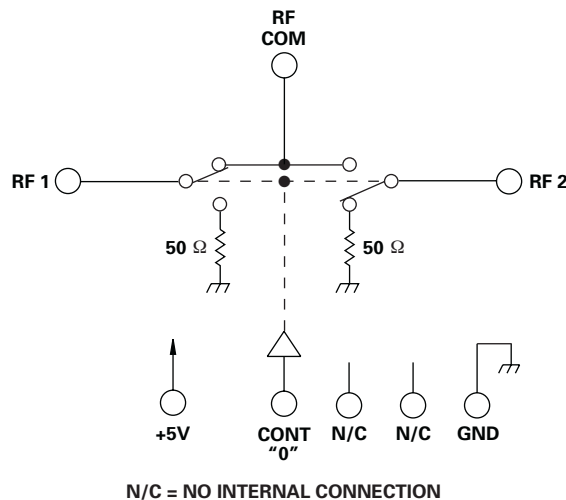 RF
COM
RF 1
RF 2
50 Ω
50 Ω
+5V
CONT
"0"
N/C
N/C
GND
N/C = NO INTERNAL CONNECTION